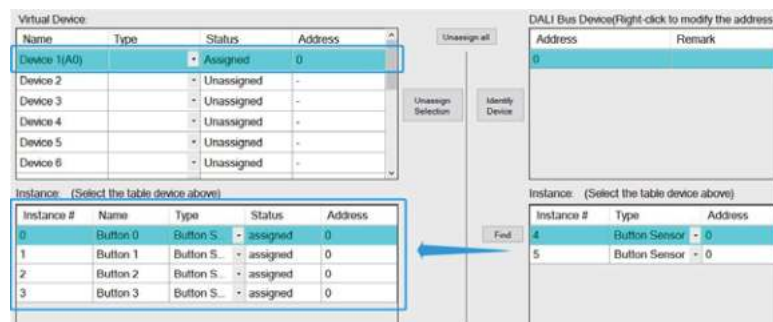 Virtual Device:
DALI Bus Device(Right-click to modify the address
Name Type Status Address
Unassign all
Address Remark
Device 1(A0) Assigned 0
0
Device 2 Unassigned -
Device 3 Unassigned -
Unassign Selection
Identify Device
Device 4 Unassigned -
Device 5 Unassigned -
Device 6 Unassigned -
Instance: (Select the table device above)
Instance: (Select the table device above)
Instance # Name Type Status Address
Instance # Type Address
0 Button 0 Button S... assigned 0
Find
4 Button Sensor 0
1 Button 1 Button S... assigned 0
5 Button Sensor 0
2 Button 2 Button S... assigned 0
3 Button 3 Button S... assigned 0